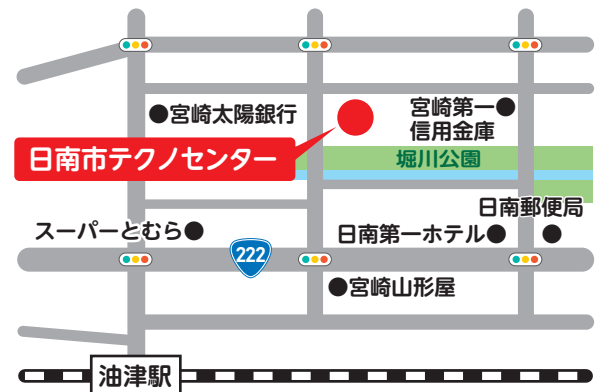 ●宮崎太陽銀行
宮崎第一●
信用金庫
日南市テクノセンター
堀川公園
日南郵便局
スーパーとむら●
日南第一ホテル●
●
222
●宮崎山形屋
油津駅